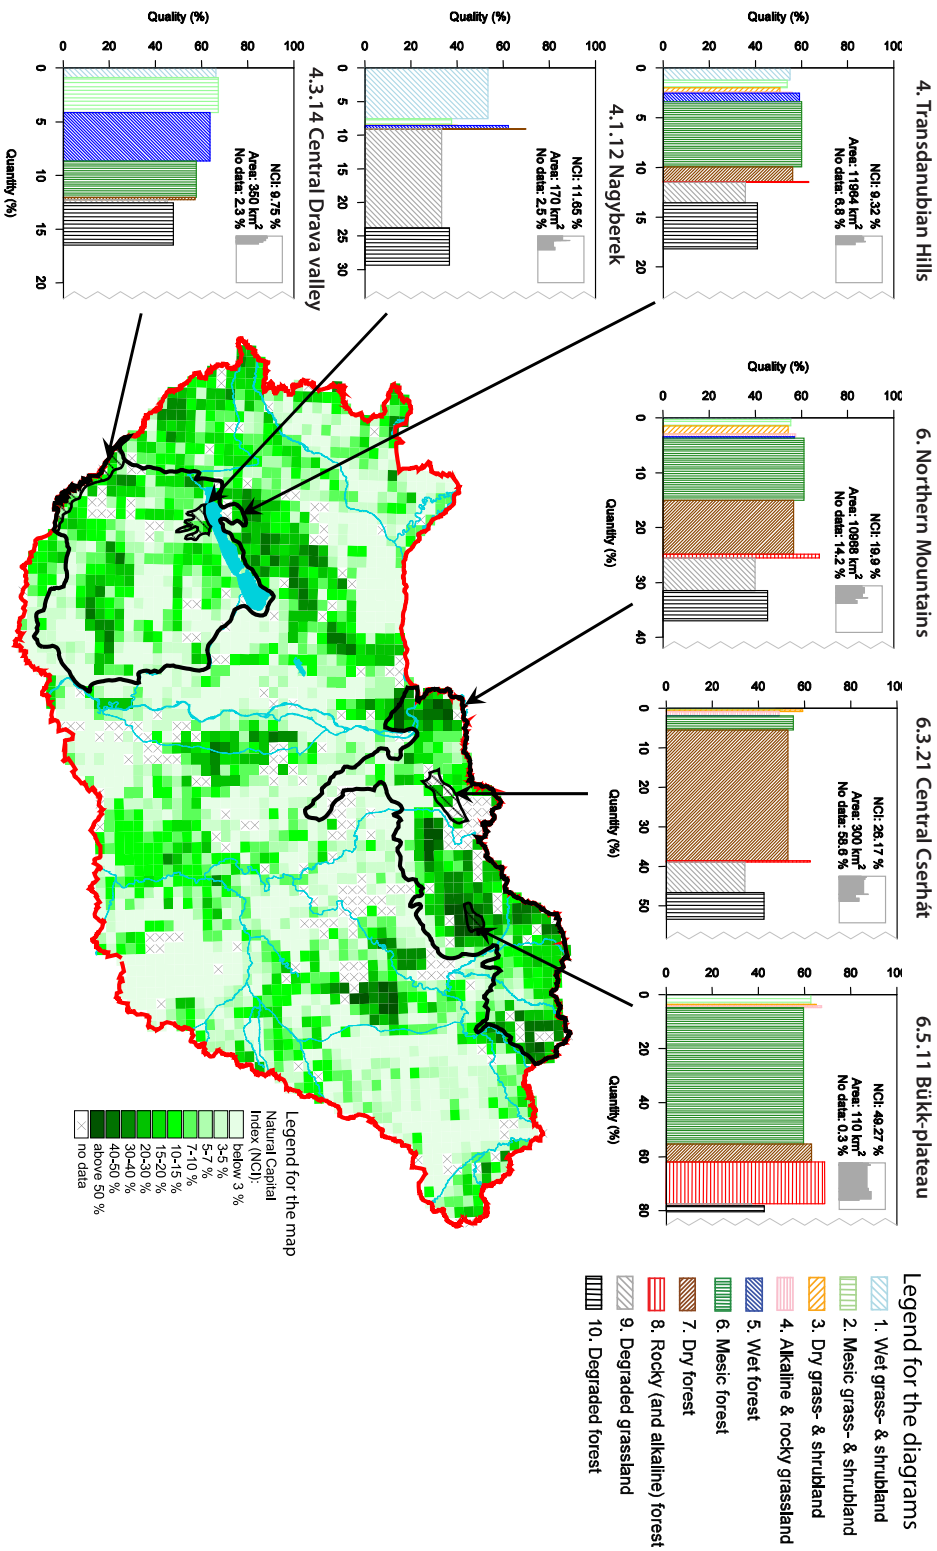 4. Transdanubian Hills
NCI: 9.32 %
Area: 11964 km²
No data: 6.8 %
Quality (%)
0 20 40 60 80 100
0 5 10 15 20
6. Northern Mountains
NCI: 19.9 %
Area: 10988 km²
No data: 14.2 %
Quality (%)
0 20 40 60 80 100
0 10 20 30 40
Quantity (%)
6.3.21 Central Cserhát
NCI: 26.17 %
Area: 300 km²
No data: 58.6 %
0 20 40 60 80 100
0 10 20 30 40 50
Quantity (%)
6.5.11 Bükk-plateau
NCI: 49.27 %
Area: 110 km²
No data: 0.3 %
0 20 40 60 80 100
0 20 40 60 80
Quantity (%)
4.1.12 Nagyberek
NCI: 11.65 %
Area: 170 km²
No data: 2.5 %
Quality (%)
0 20 40 60 80 100
0 5 10 15 20 25 30
4.3.14 Central Drava valley
NCI: 9.75 %
Area: 350 km²
No data: 2.3 %
Quality (%)
0 20 40 60 80 100
0 5 10 15 20
Quantity (%)
Legend for the map
Natural Capital
Index (NCI):
below 3 %
3-5 %
5-7 %
7-10 %
10-15 %
15-20 %
20-30 %
30-40 %
40-50 %
above 50 %
no data
Legend for the diagrams
1. Wet grass- & shrubland
2. Mesic grass- & shrubland
3. Dry grass- & shrubland
4. Alkaline & rocky grassland
5. Wet forest
6. Mesic forest
7. Dry forest
8. Rocky (and alkaline) forest
9. Degraded grassland
10. Degraded forest